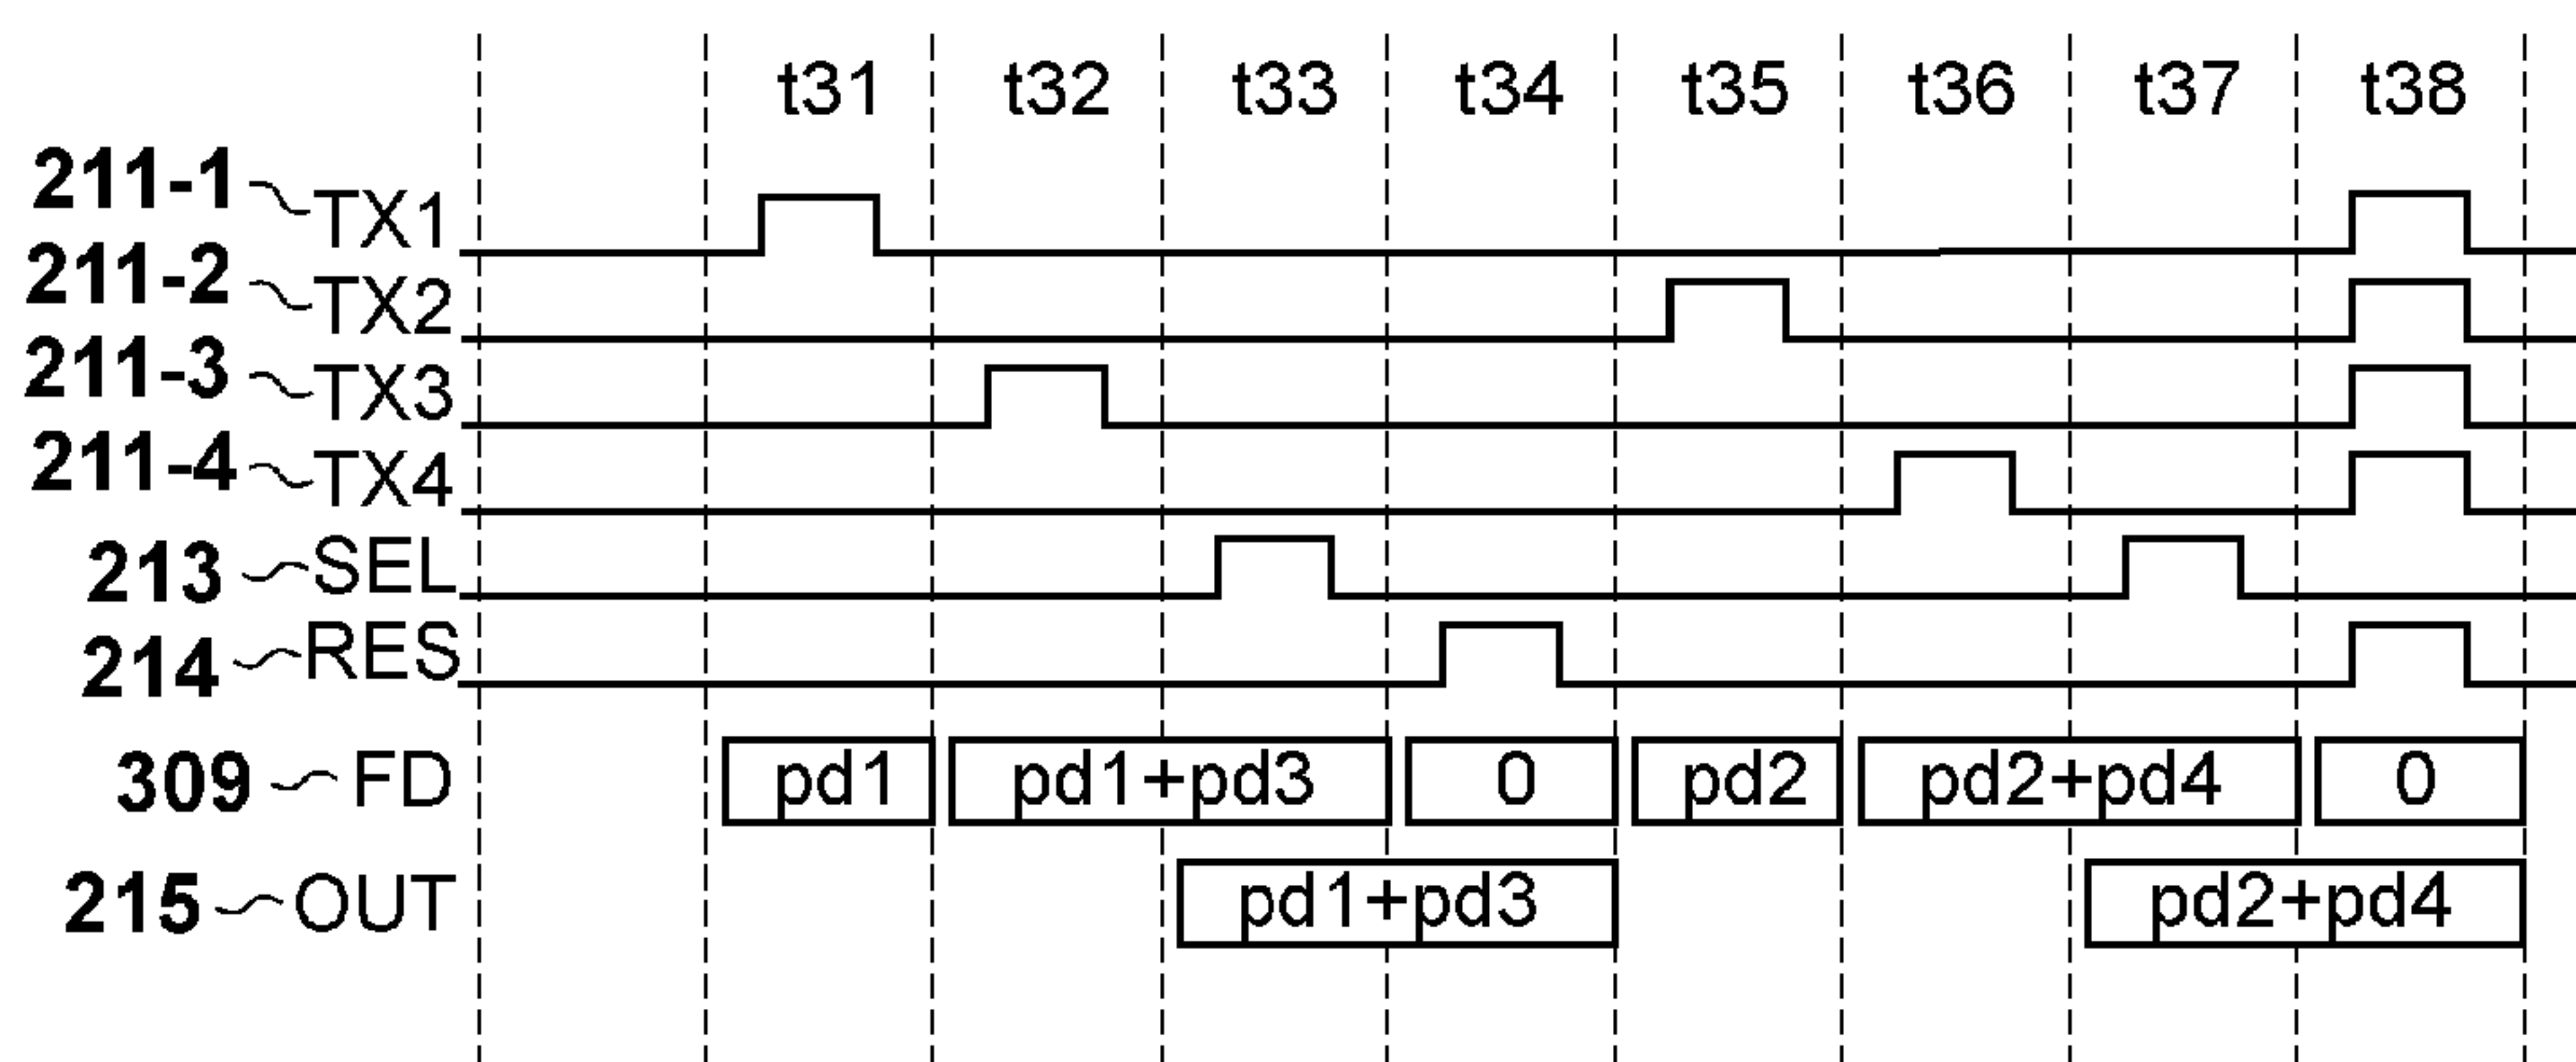 t31 t32 t33 t34 t35 t36 t37 t38
211-1 TX1
211-2 TX2
211-3 TX3
211-4 TX4
213 SEL
214 RES
309 FD pd1 pd1+pd3 0 pd2 pd2+pd4 0
215 OUT pd1+pd3 pd2+pd4